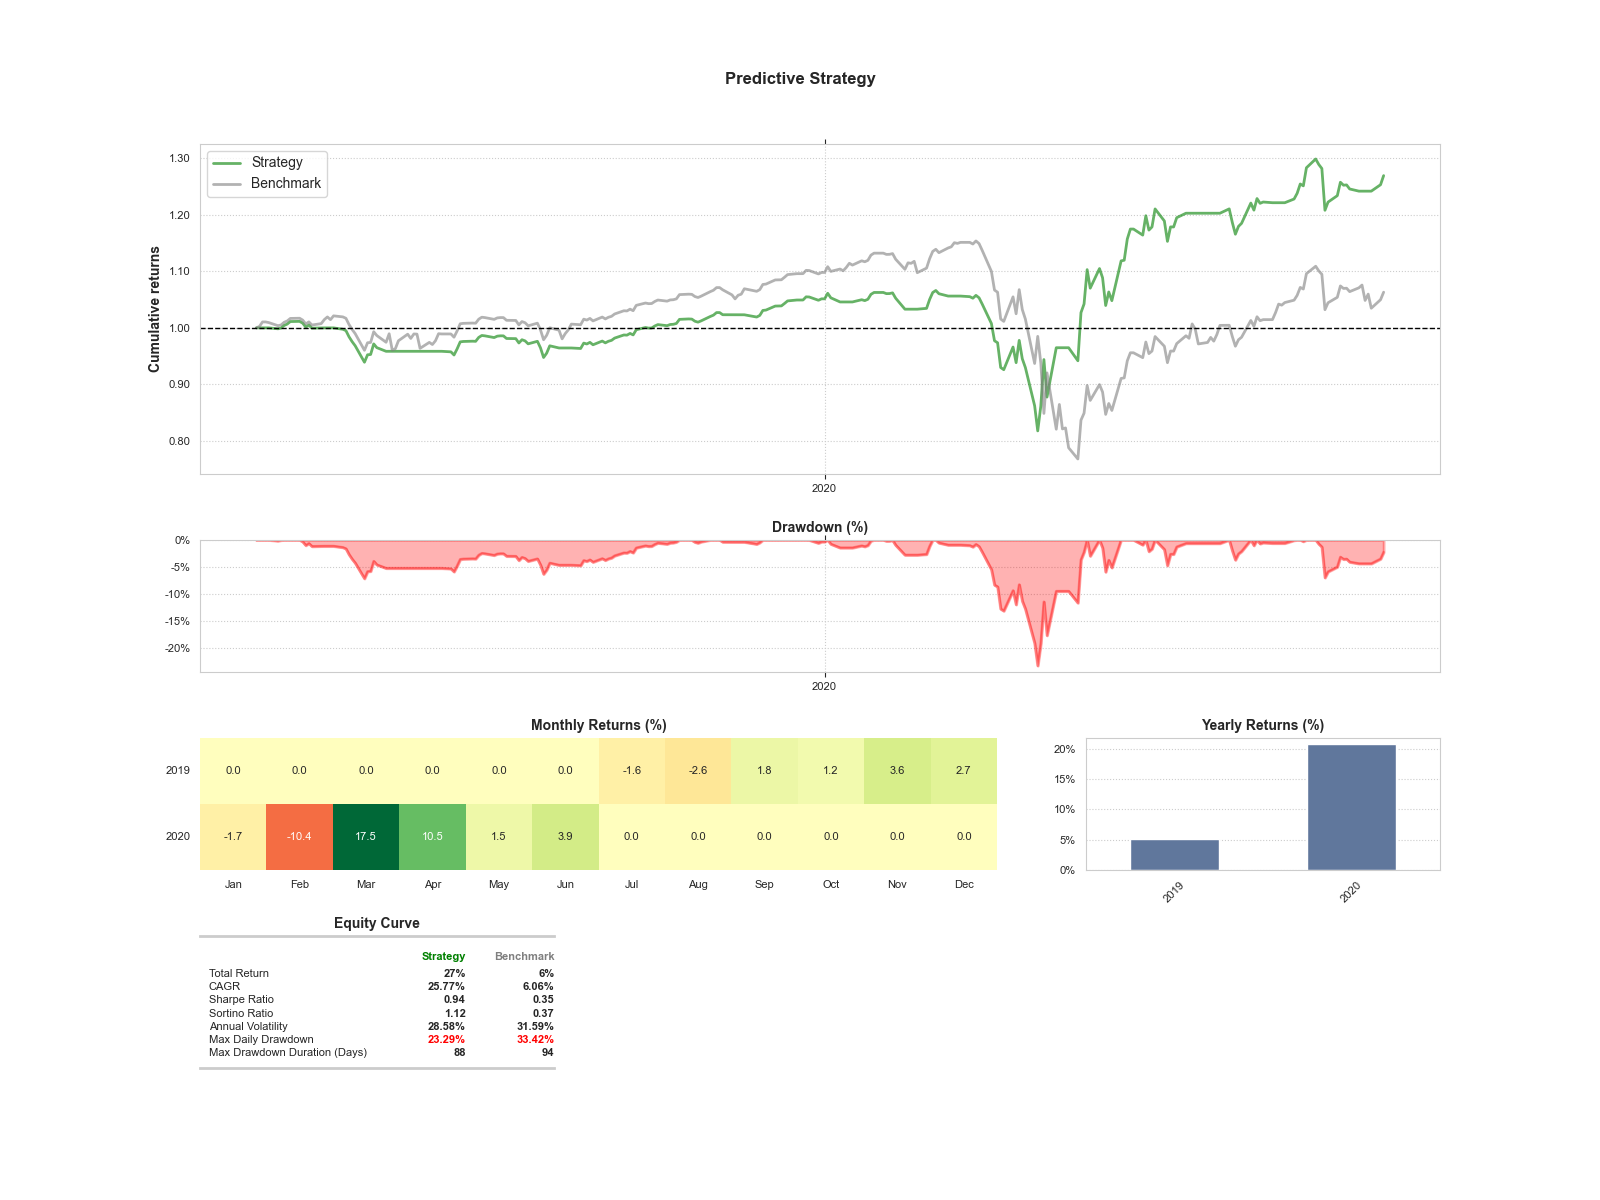 Predictive Strategy
Strategy
Benchmark
Cumulative returns
1.30
1.20
1.10
1.00
0.90
0.80
2020
Drawdown (%)
0%
-5%
-10%
-15%
-20%
2020
Monthly Returns (%)
2019 0.0 0.0 0.0 0.0 0.0 0.0 -1.6 -2.6 1.8 1.2 3.6 2.7
2020 -1.7 -10.4 17.5 10.5 1.5 3.9 0.0 0.0 0.0 0.0 0.0 0.0
Jan Feb Mar Apr May Jun Jul Aug Sep Oct Nov Dec
Yearly Returns (%)
20%
15%
10%
5%
0%
2019 2020
Equity Curve
Strategy Benchmark
Total Return 27% 6%
CAGR 25.77% 6.06%
Sharpe Ratio 0.94 0.35
Sortino Ratio 1.12 0.37
Annual Volatility 28.58% 31.59%
Max Daily Drawdown 23.29% 33.42%
Max Drawdown Duration (Days) 88 94